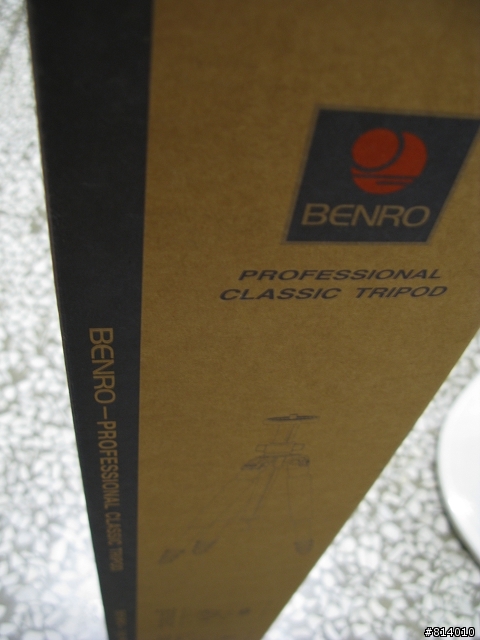 BENRO
PROFESSIONAL
CLASSIC TRIPOD
BENRO-PROFESSIONAL CLASSIC TRIPOD
#814010